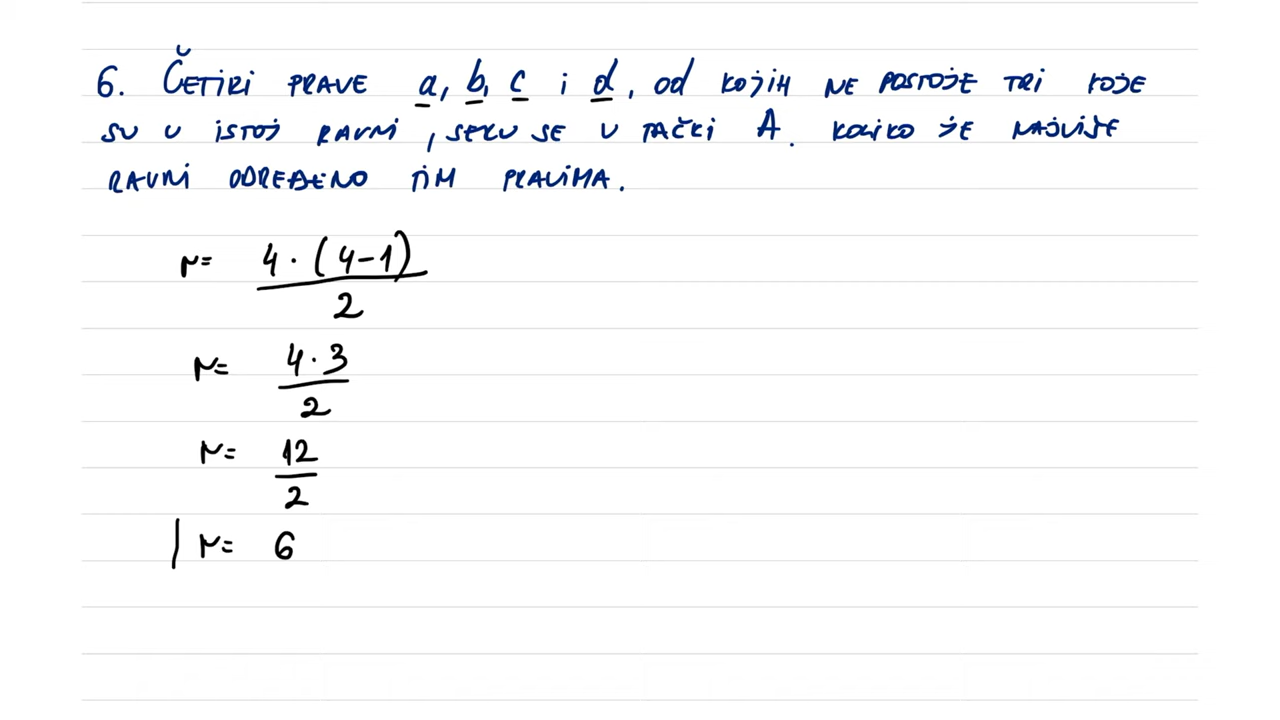 6. ČETIRI PRAVE a, b, c i d, od KOJIH NE POSTOJE TRI KOJE
SU U ISTOJ RAVNI, SEKU SE U TAČKI A. KOLIKO JE NAJVIŠE
RAVNI ODREĐENO TIM PRAVIMA.
r= 4·(4-1)
2
r= 4·3
2
r= 12
2
r= 6